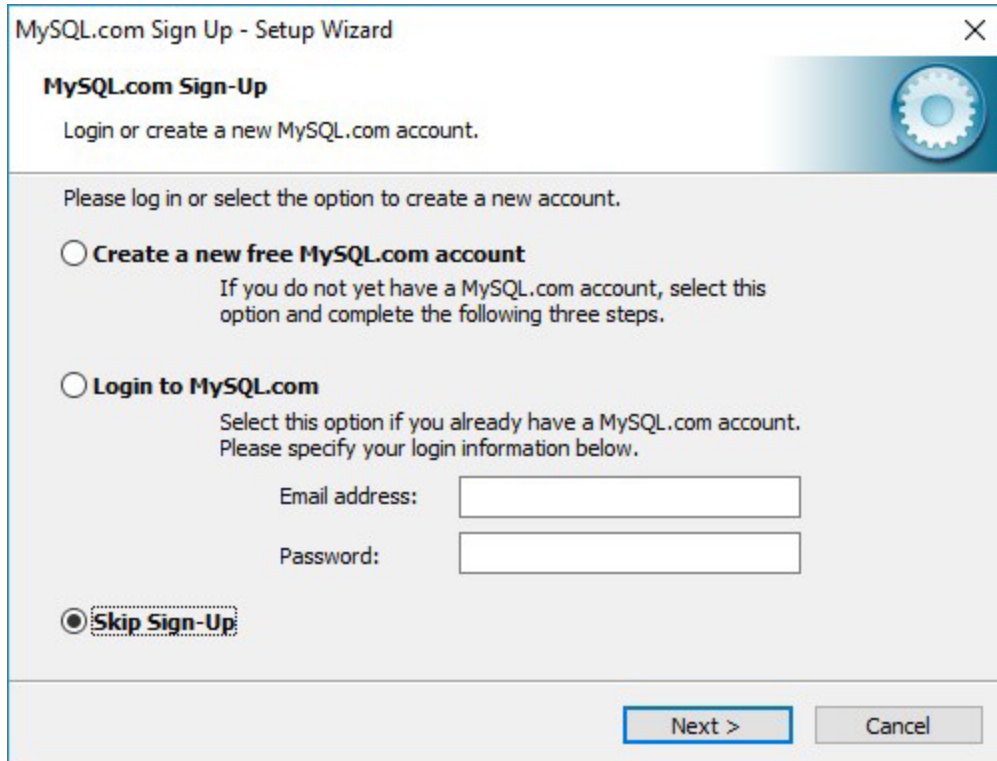 MySQL.com Sign Up - Setup Wizard
MySQL.com Sign-Up
Login or create a new MySQL.com account.
Please log in or select the option to create a new account.
Create a new free MySQL.com account
If you do not yet have a MySQL.com account, select this
option and complete the following three steps.
Login to MySQL.com
Select this option if you already have a MySQL.com account.
Please specify your login information below.
Email address:
Password:
Skip Sign-Up
Next > Cancel